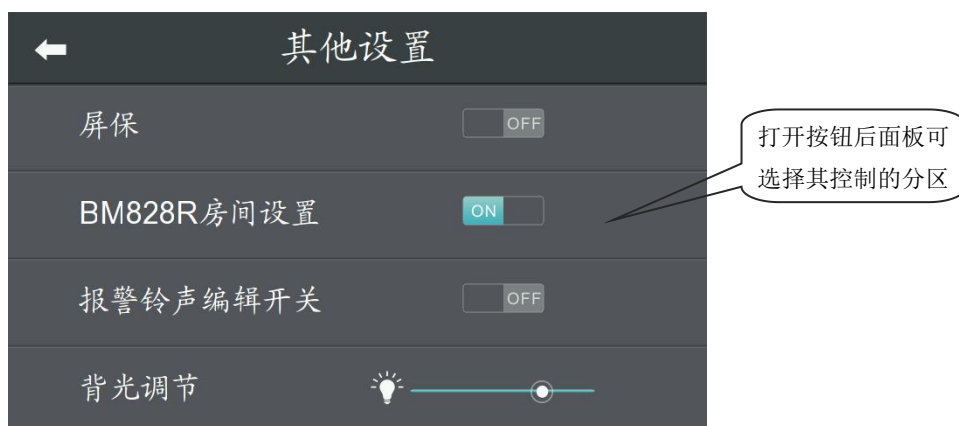 其他设置
屏保
OFF
BM828R房间设置
ON
打开按钮后面板可
选择其控制的分区
报警铃声编辑开关
OFF
背光调节